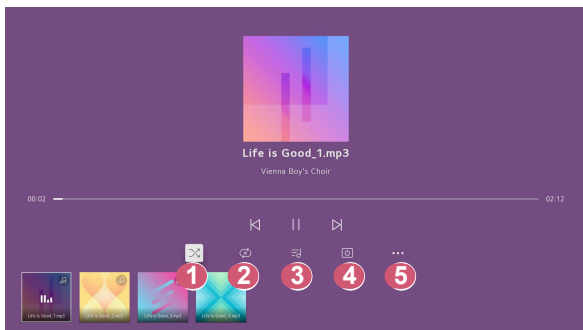 Life is Good_1.mp3
Vienna Boy's Choir
00:02
02:12
1 2 3 4 5
Life is Good_1.mp3
Life is Good_2.mp3
Life is Good_3.mp3
Life is Good_4.mp3